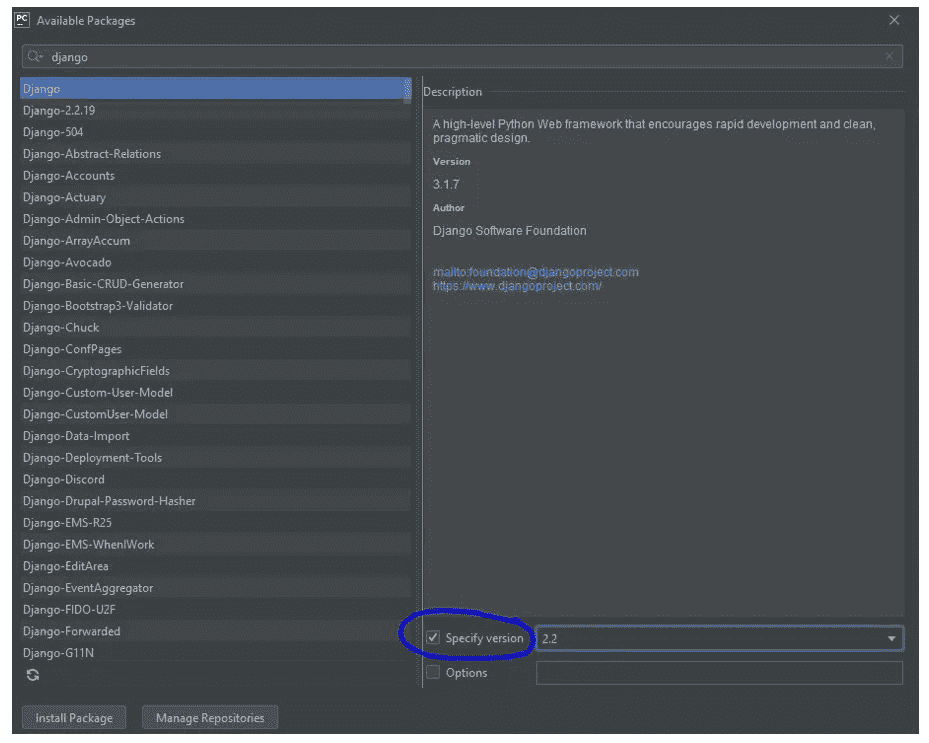 PC Available Packages
django
Django
Django-2.2.19
Django-504
Django-Abstract-Relations
Django-Accounts
Django-Actuary
Django-Admin-Object-Actions
Django-ArrayAccum
Django-Avocado
Django-Basic-CRUD-Generator
Django-Bootstrap3-Validator
Django-Chuck
Django-ConfPages
Django-CryptographicFields
Django-Custom-User-Model
Django-CustomUser-Model
Django-Data-Import
Django-Deployment-Tools
Django-Discord
Django-Drupal-Password-Hasher
Django-EMS-R25
Django-EMS-WhenIWork
Django-EditArea
Django-EventAggregator
Django-FIDO-U2F
Django-Forwarded
Django-G11N
Description
A high-level Python Web framework that encourages rapid development and clean,
pragmatic design.
Version
3.1.7
Author
Django Software Foundation
mailto:foundation@djangoproject.com
https://www.djangoproject.com/
Specify version 2.2
Options
Install Package Manage Repositories